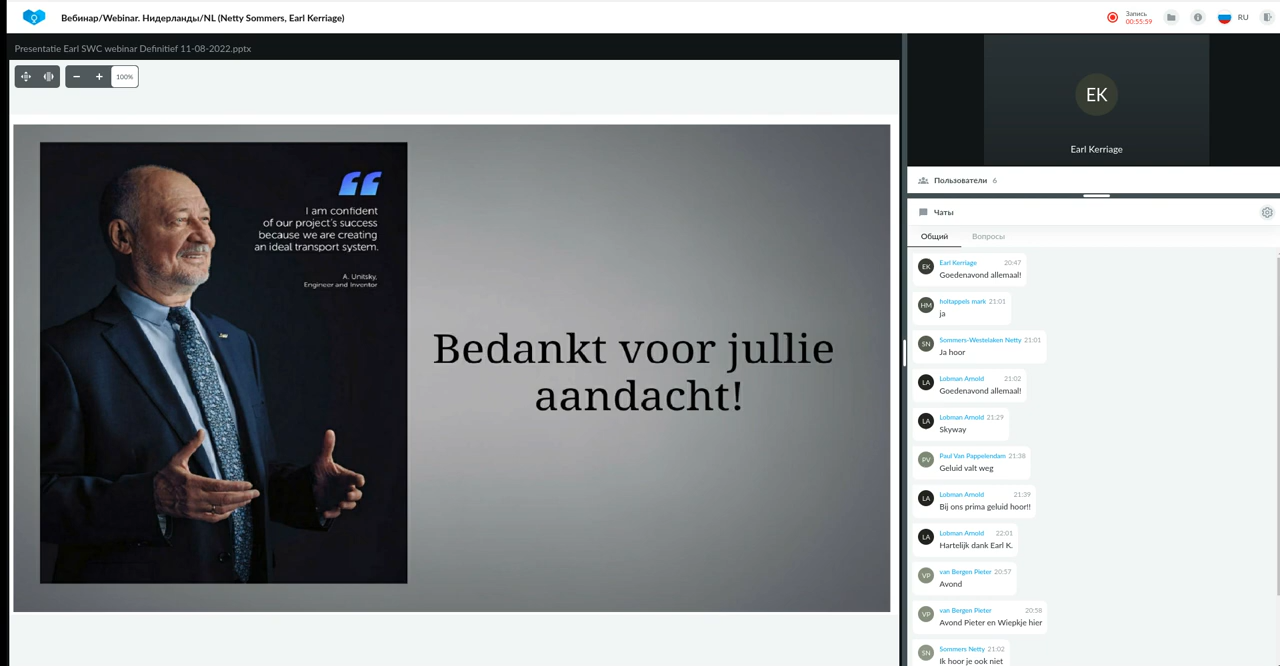 Вебинар/Webinar. Нидерланды/NL (Netty Sommers, Earl Kerriage)
Запись
00:55:59
RU
Presentatie Earl SWC webinar Definitief 11-08-2022.pptx
100%
I am confident
of our project's success
because we are creating
an ideal transport system.
A. Unitsky,
Engineer and Inventor
Bedankt voor jullie
aandacht!
EK
Earl Kerriage
Пользователи 6
Чаты
Общий Вопросы
EK
Earl Kerriage 20:47
Goedenavond allemaal!
HM
holtappels mark 21:01
ja
SN
Sommers-Westelaken Netty 21:01
Ja hoor
LA
Lobman Arnold 21:02
Goedenavond allemaal!
LA
Lobman Arnold 21:29
Skyway
PV
Paul Van Pappelendam 21:38
Geluid valt weg
LA
Lobman Arnold 21:39
Bij ons prima geluid hoor!!
LA
Lobman Arnold 22:01
Hartelijk dank Earl K.
VP
van Bergen Pieter 20:57
Avond
VP
van Bergen Pieter 20:58
Avond Pieter en Wiepkje hier
SN
Sommers Netty 21:02
Ik hoor je ook niet